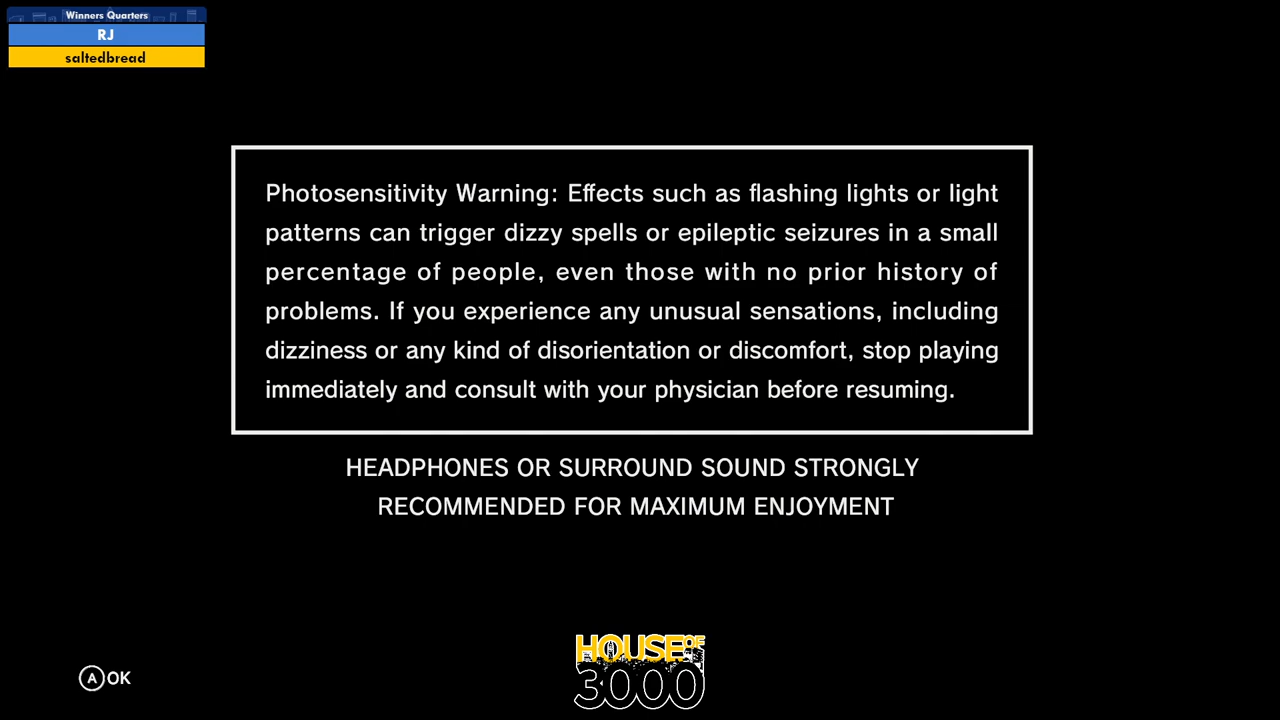 Winners Quarters
RJ
saltedbread
Photosensitivity Warning: Effects such as flashing lights or light
patterns can trigger dizzy spells or epileptic seizures in a small
percentage of people, even those with no prior history of
problems. If you experience any unusual sensations, including
dizziness or any kind of disorientation or discomfort, stop playing
immediately and consult with your physician before resuming.
HEADPHONES OR SURROUND SOUND STRONGLY
RECOMMENDED FOR MAXIMUM ENJOYMENT
HOUSE OF
3000
A OK